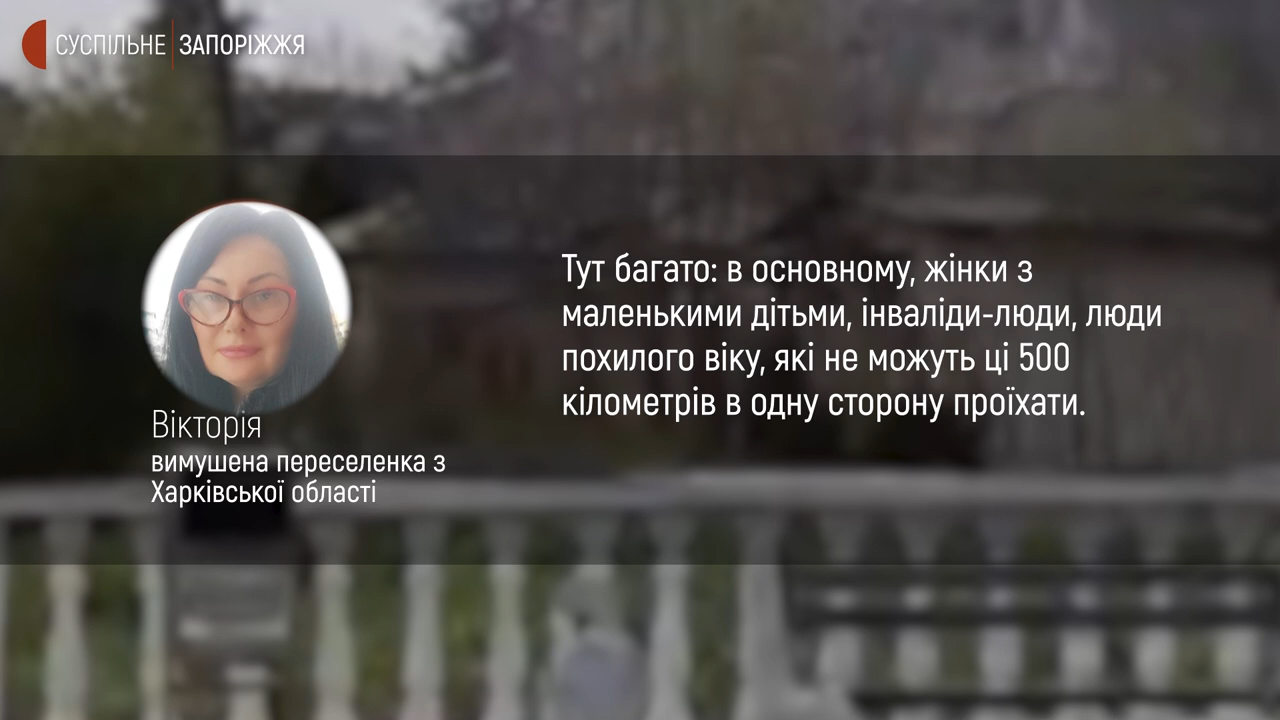 СУСПІЛЬНЕ ЗАПОРІЖЖЯ
Тут багато: в основному, жінки з
маленькими дітьми, інваліди-люди, люди
похилого віку, які не можуть ці 500
кілометрів в одну сторону проїхати.
Вікторія
вимушена переселенка з
Харківської області